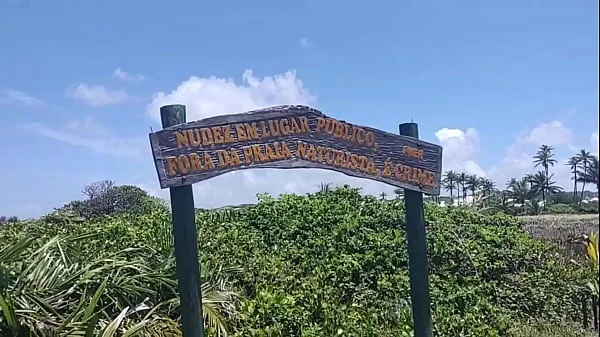 NUDEZ EM LUGAR PÚBLICO,
FORA DA PRAIA NATURISTA, É CRIME